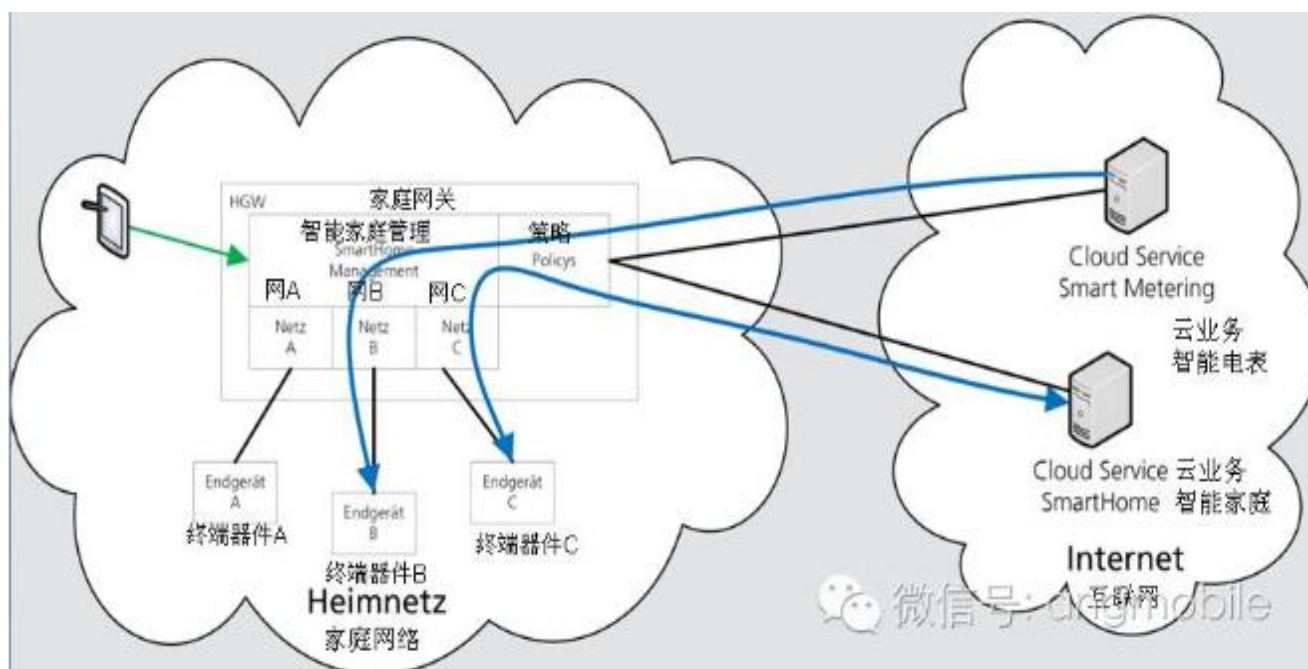 HGW
家庭网关
智能家庭管理
SmartHome
Management
策略
Policys
网A
网B
网C
Netz
A
Netz
B
Netz
C
Endgerät
A
终端器件A
Endgerät
B
终端器件B
Endgerät
C
终端器件C
Heimnetz
家庭网络
Cloud Service
Smart Metering
云业务
智能电表
Cloud Service
SmartHome
云业务
智能家庭
Internet
互联网
微信号: